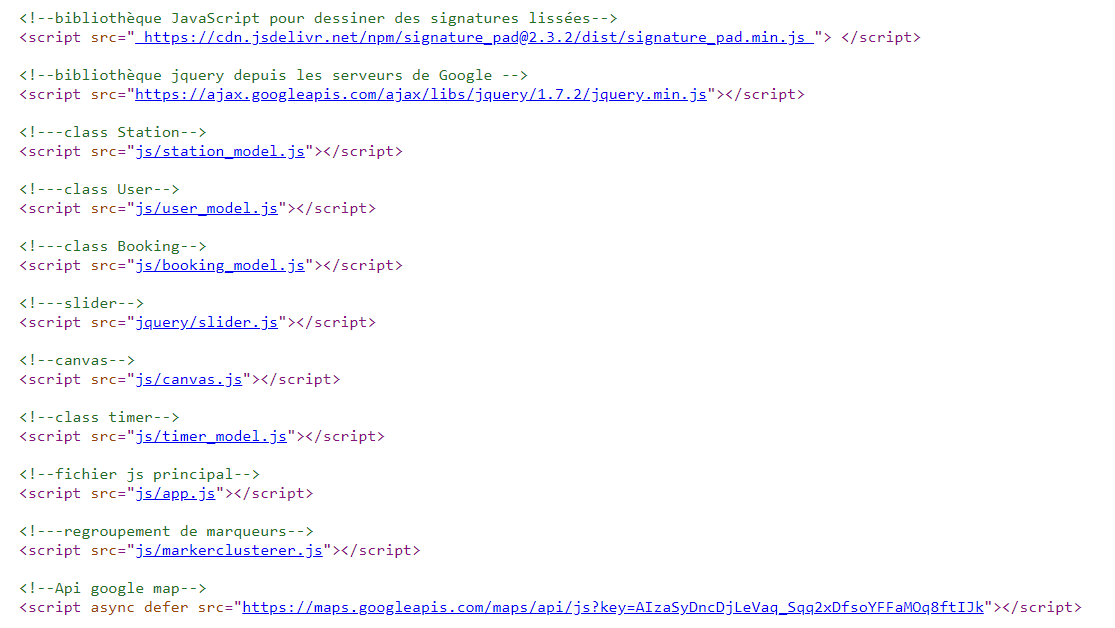 <!--bibliothèque JavaScript pour dessiner des signatures lissées-->
<script src=" https://cdn.jsdelivr.net/npm/signature_pad@2.3.2/dist/signature_pad.min.js "> </script>
<!--bibliothèque jquery depuis les serveurs de Google -->
<script src="https://ajax.googleapis.com/ajax/libs/jquery/1.7.2/jquery.min.js"></script>
<!---class Station-->
<script src="js/station_model.js"></script>
<!---class User-->
<script src="js/user_model.js"></script>
<!---class Booking-->
<script src="js/booking_model.js"></script>
<!---slider-->
<script src="jquery/slider.js"></script>
<!--canvas-->
<script src="js/canvas.js"></script>
<!--class timer-->
<script src="js/timer_model.js"></script>
<!--fichier js principal-->
<script src="js/app.js"></script>
<!---regroupement de marqueurs-->
<script src="js/markerclusterer.js"></script>
<!--Api google map-->
<script async defer src="https://maps.googleapis.com/maps/api/js?key=AIzaSyDncDjLeVaq_Sqq2xDfsoYFFaMOq8ftIJk"></script>